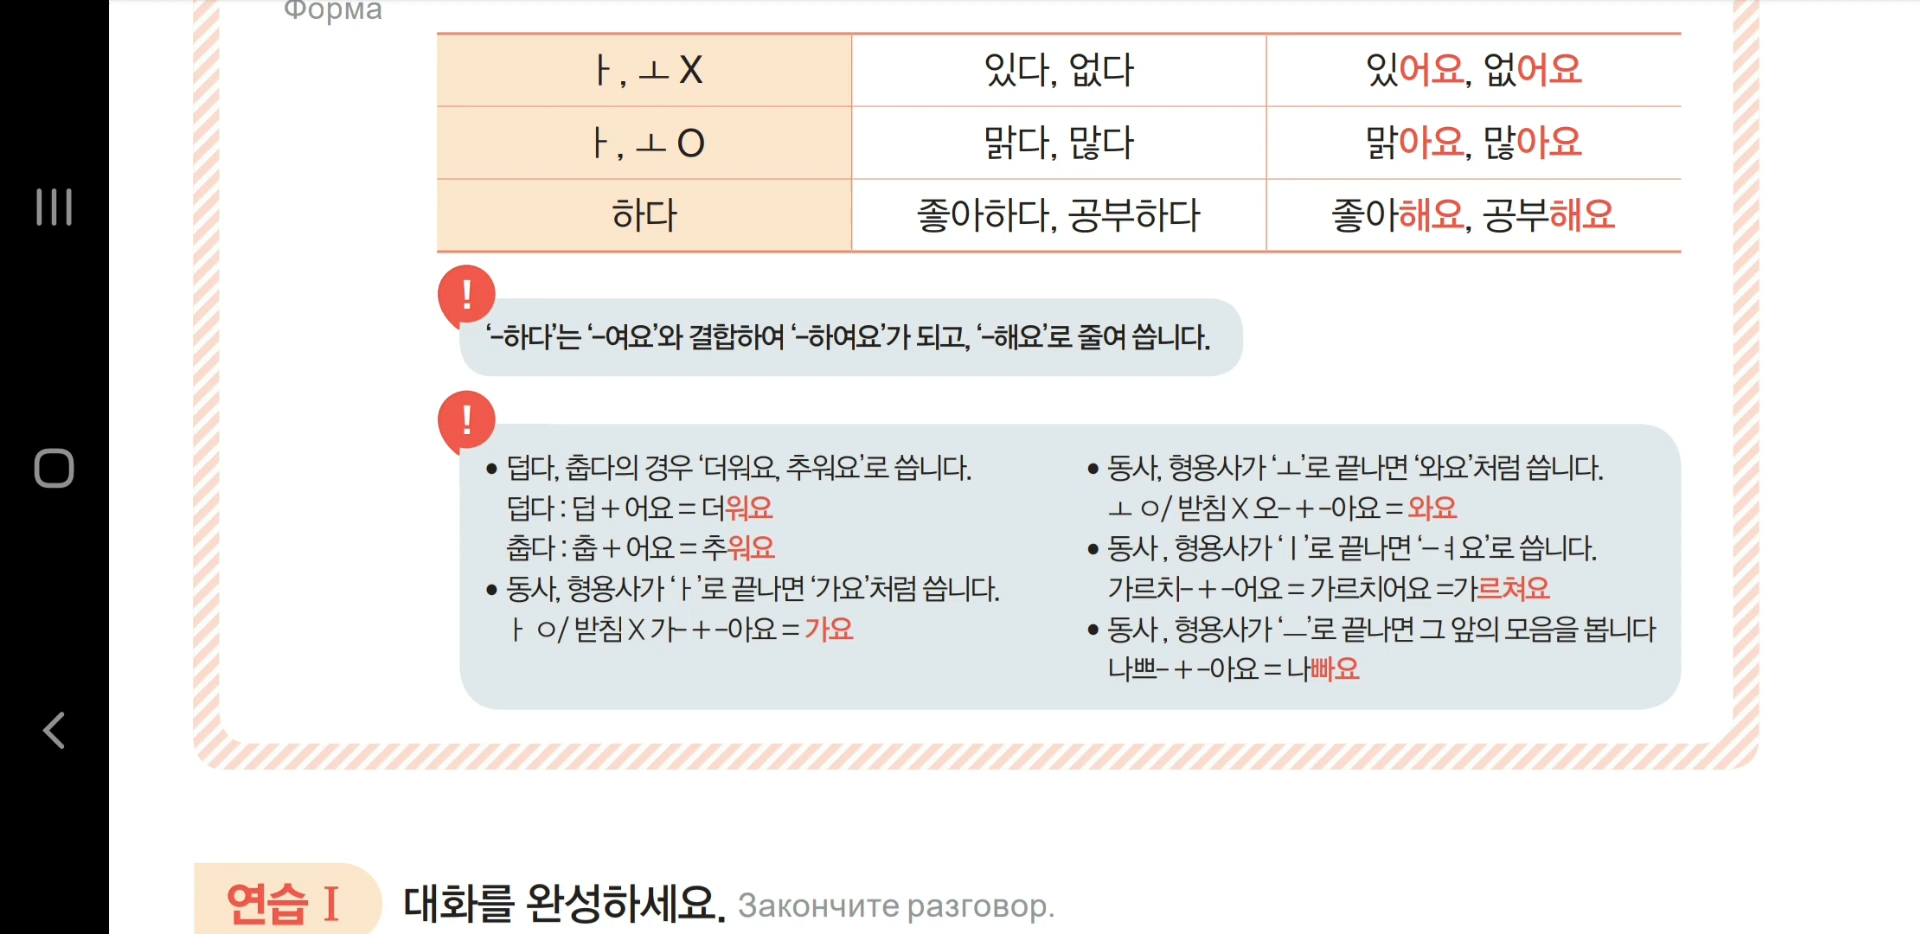 Форма
ㅏ, ㅗ X 있다, 없다 있어요, 없어요
ㅏ, ㅗ O 맑다, 많다 맑아요, 많아요
하다 좋아하다, 공부하다 좋아해요, 공부해요
!
‘-하다’는 ‘-여요’와 결합하여 ‘-하여요’가 되고, ‘-해요’로 줄여 씁니다.
!
• 덥다, 춥다의 경우 ‘더워요, 추워요’로 씁니다.
덥다 : 덥 + 어요 = 더워요
춥다 : 춥 + 어요 = 추워요
• 동사, 형용사가 ‘ㅏ’로 끝나면 ‘가요’처럼 씁니다.
ㅏ ㅇ/ 받침 X 가- + -아요 = 가요
• 동사, 형용사가 ‘ㅗ’로 끝나면 ‘와요’처럼 씁니다.
ㅗ ㅇ/ 받침 X 오- + -아요 = 와요
• 동사 , 형용사가 ‘ㅣ’로 끝나면 ‘-ㅕ요’로 씁니다.
가르치- + -어요 = 가르치어요 =가르쳐요
• 동사 , 형용사가 ‘ㅡ’로 끝나면 그 앞의 모음을 봅니다
나쁘- + -아요 = 나빠요
연습 I 대화를 완성하세요. Закончите разговор.